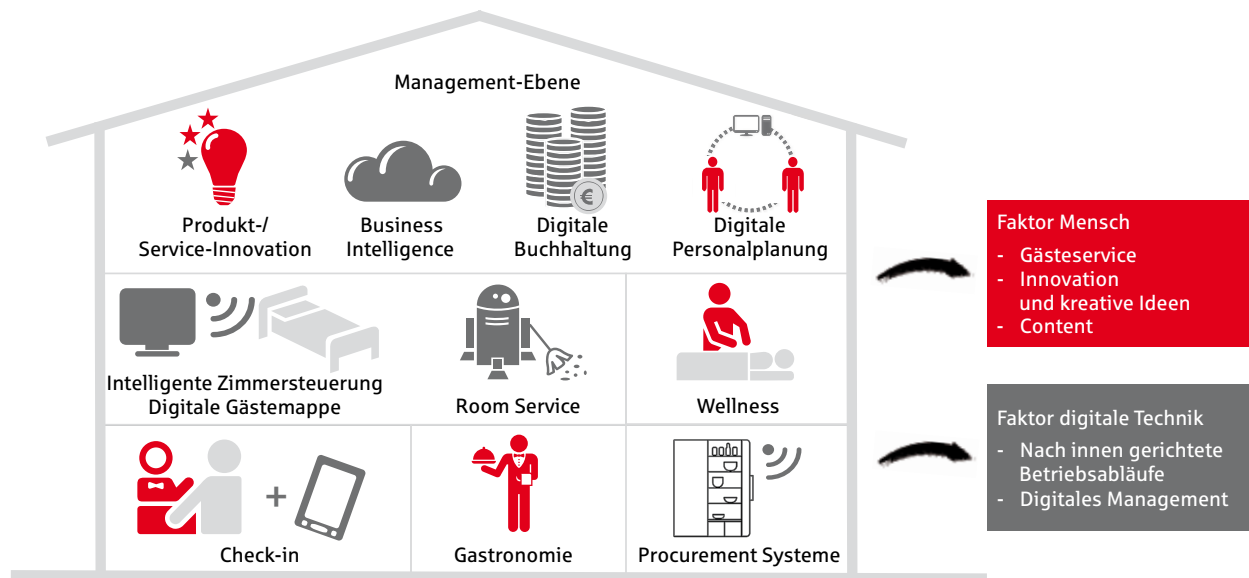 Management-Ebene
Produkt-/
Service-Innovation
Business
Intelligence
€
Digitale
Buchhaltung
Digitale
Personalplanung
Intelligente Zimmersteuerung
Digitale Gästemappe
Room Service
Wellness
+
Check-in
Gastronomie
Procurement Systeme
Faktor Mensch
- Gästeservice
- Innovation
und kreative Ideen
- Content
Faktor digitale Technik
- Nach innen gerichtete
Betriebsabläufe
- Digitales Management